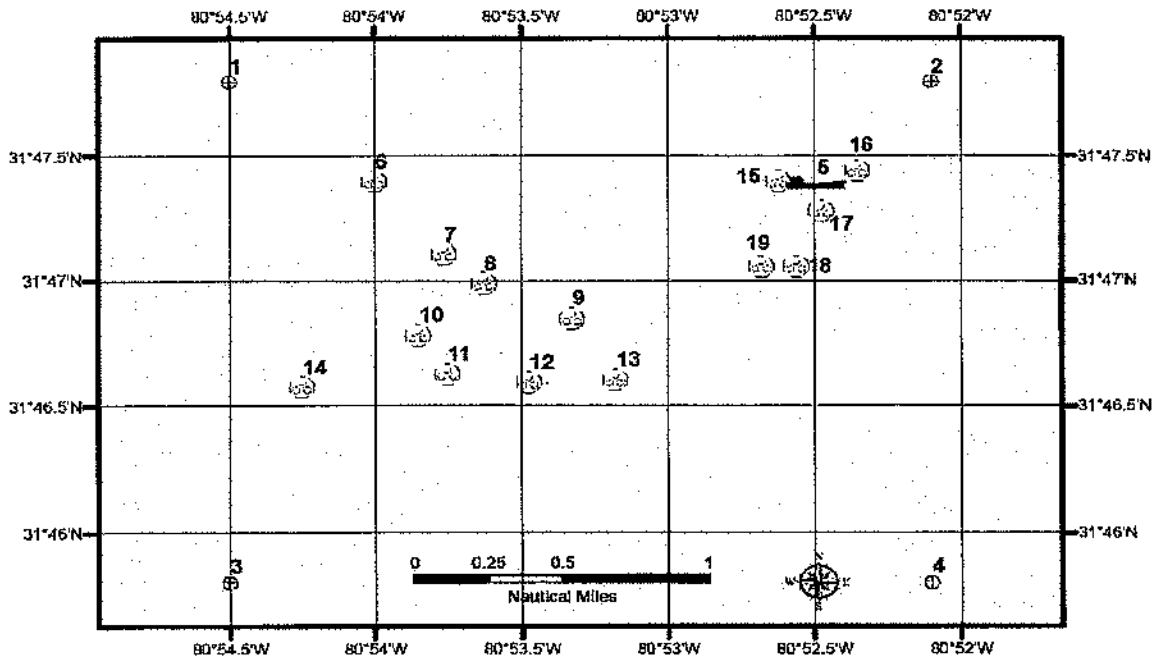 80°54.5'W 80°54'W 80°53.5'W 80°53'W 80°52.5'W 80°52'W
1 2
31°47.5'N 6 16 31°47.5'N
15 5
17
7 19 18
8
31°47'N 31°47'N
9
10
11 12 13
14
31°46.5'N 31°46.5'N
31°46'N 31°46'N
3 0 0.25 0.5 1 4
Nautical Miles
80°54.5'W 80°54'W 80°53.5'W 80°53'W 80°52.5'W 80°52'W